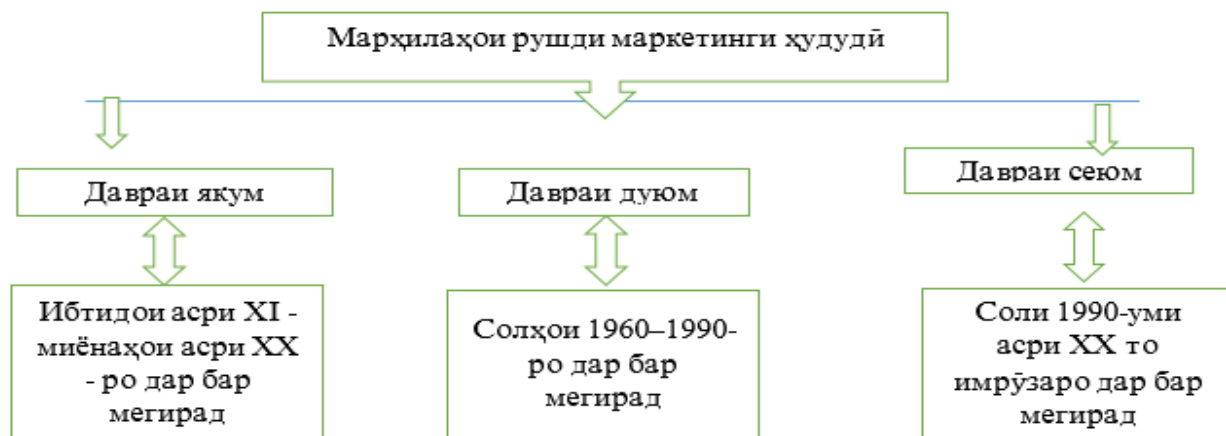 Марҳилаҳои рушди маркетинги ҳудудӣ
Давраи якум
Давраи дуюм
Давраи сеюм
Ибтидои асри XI -
миёнаҳои асри XX
- ро дар бар
мегирад
Солҳои 1960–1990-
ро дар бар
мегирад
Соли 1990-уми
асри XX то
имрӯзаро дар бар
мегирад